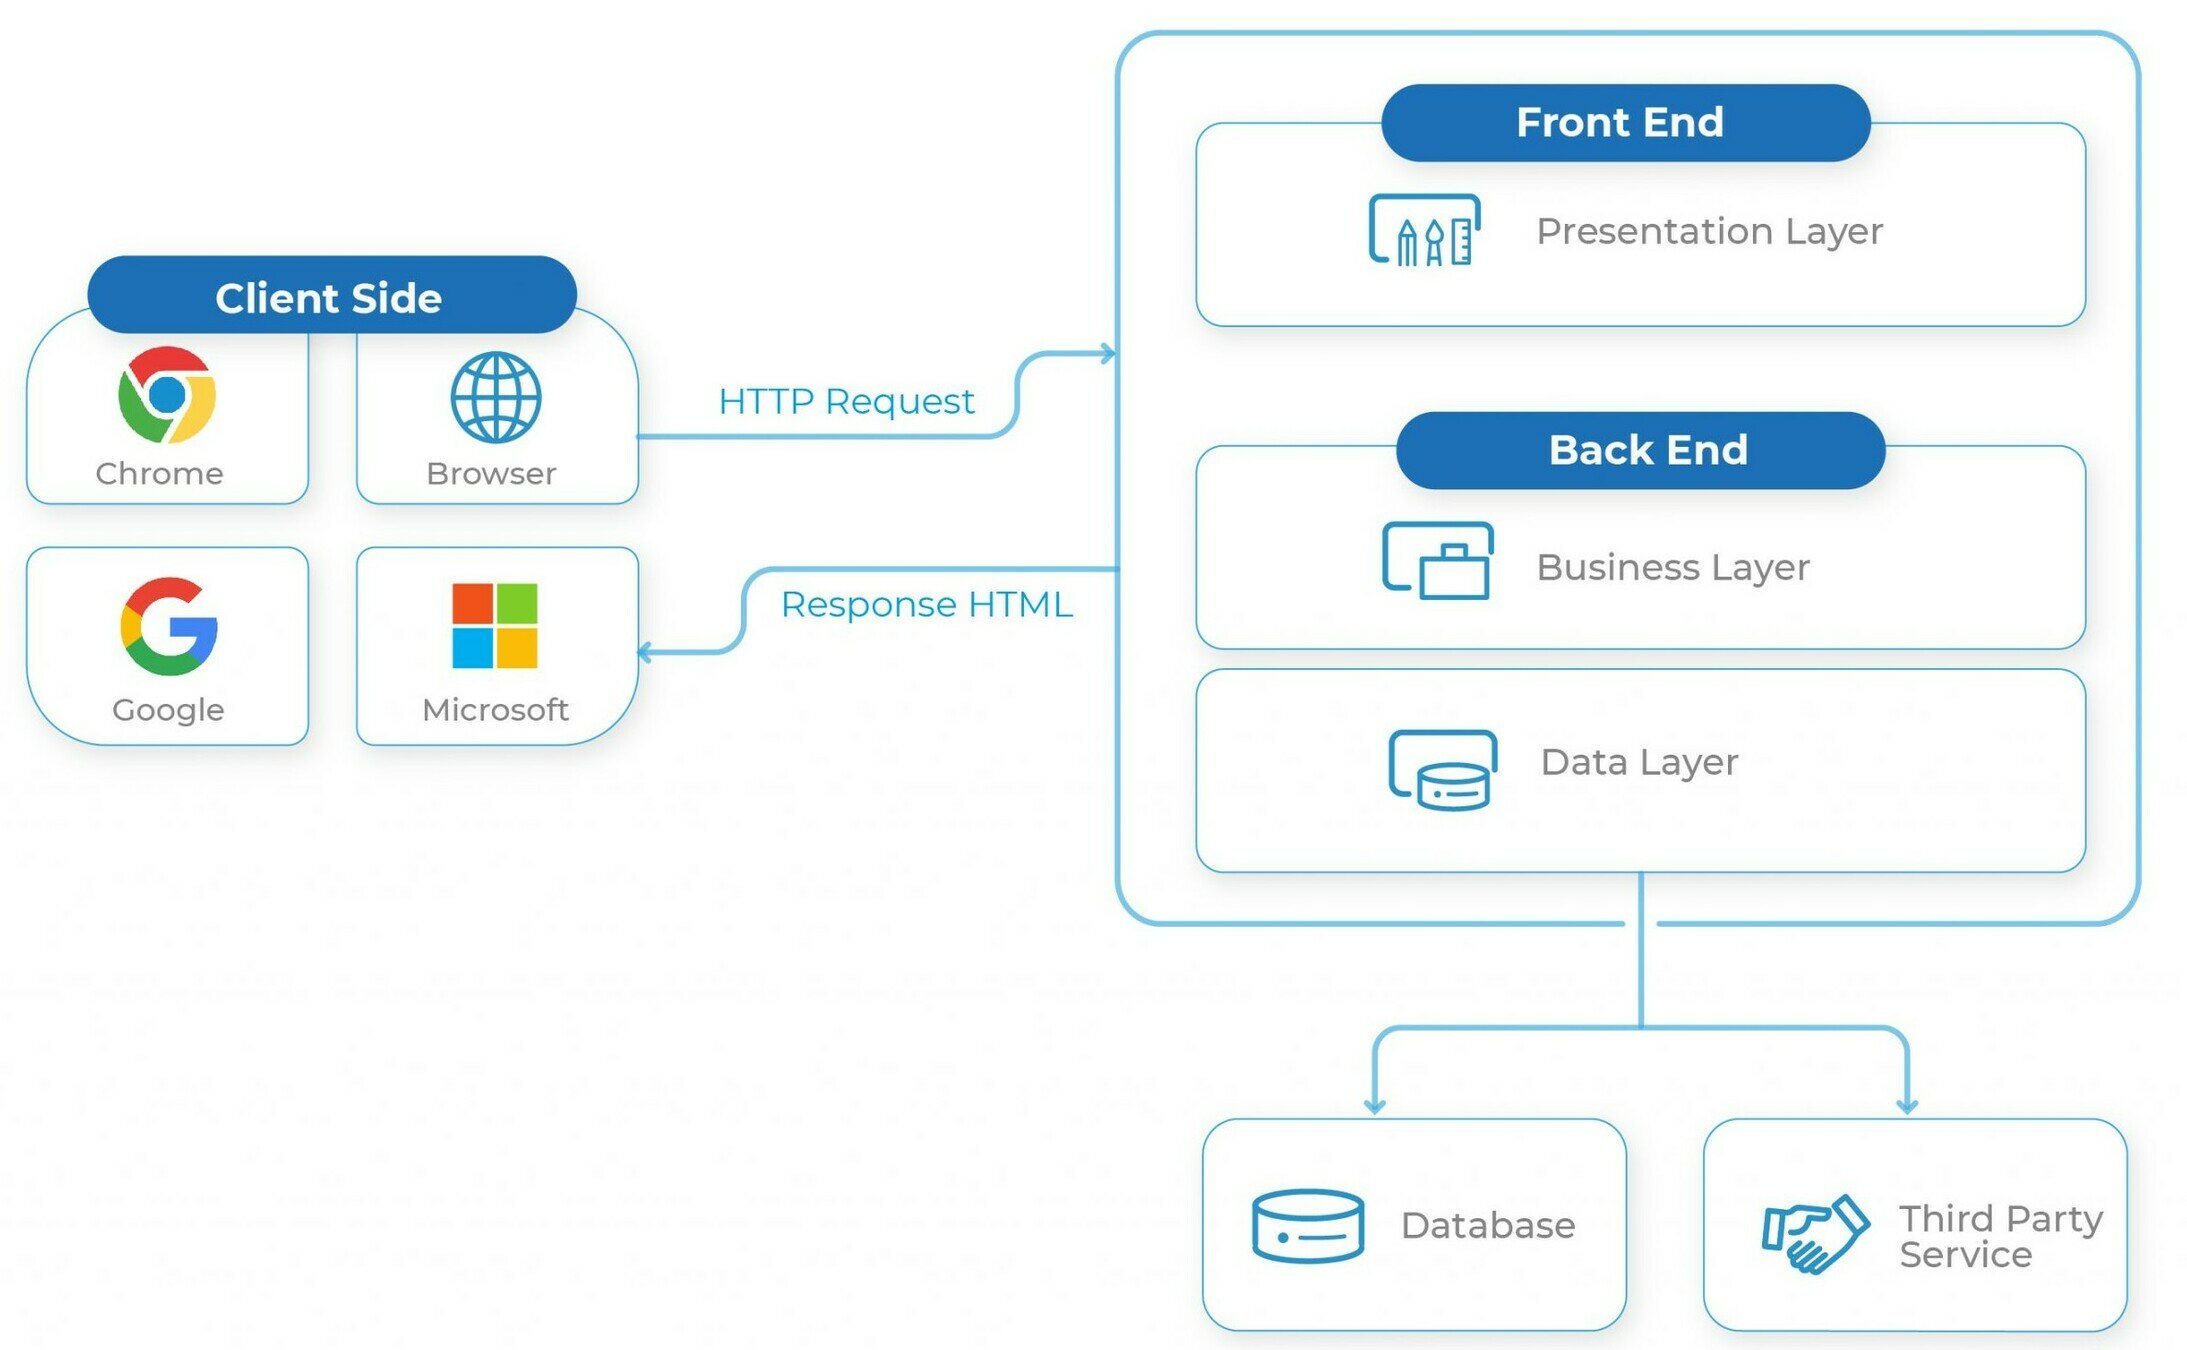 Client Side
Chrome
Browser
Google
Microsoft
HTTP Request
Response HTML
Front End
Presentation Layer
Back End
Business Layer
Data Layer
Database
Third Party
Service